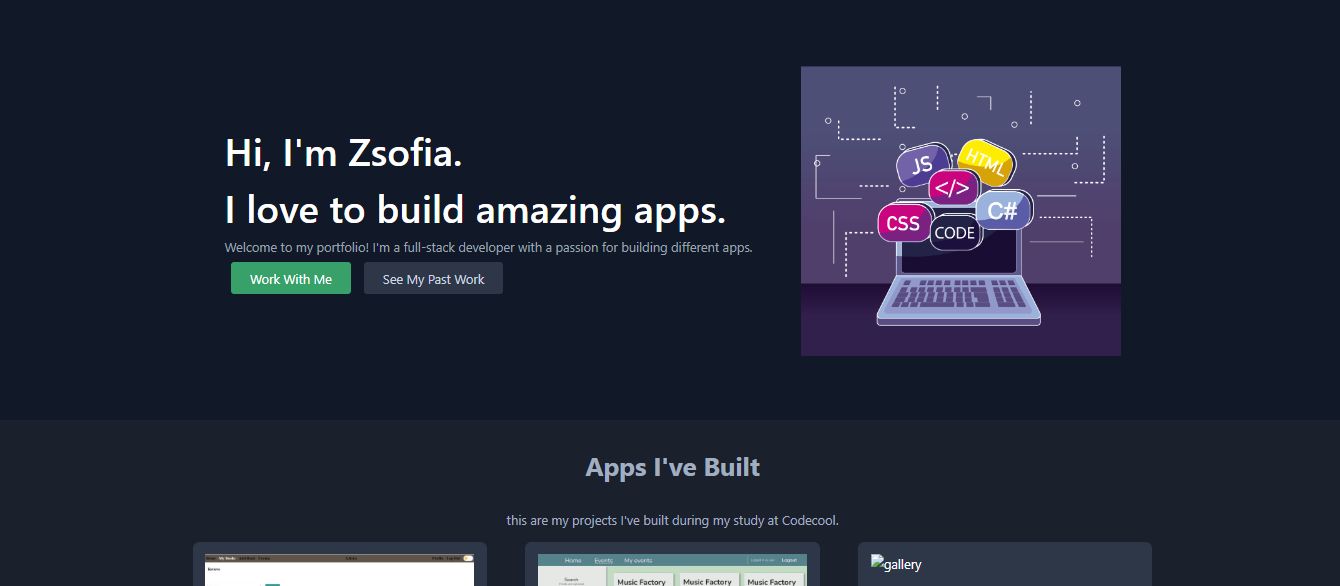 Hi, I'm Zsofia.
I love to build amazing apps.
Welcome to my portfolio! I'm a full-stack developer with a passion for building different apps.
Work With Me
See My Past Work
JS
HTML
</>
CSS
C#
CODE
Apps I've Built
this are my projects I've built during my study at Codecool.
Home
Events
My events
Logout
Search
Music Factory
Music Factory
Music Factory
gallery